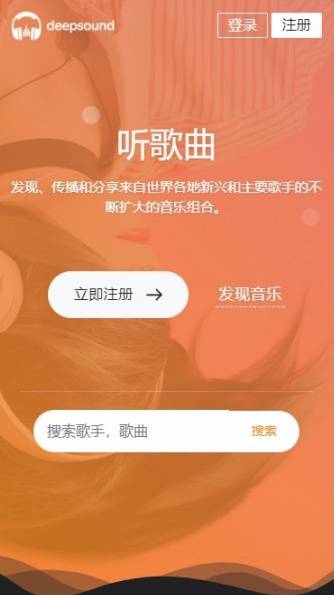 deepsound
登录
注册
听歌曲
发现、传播和分享来自世界各地新兴和主要歌手的不
断扩大的音乐组合。
立即注册
发现音乐
搜索歌手，歌曲
搜索